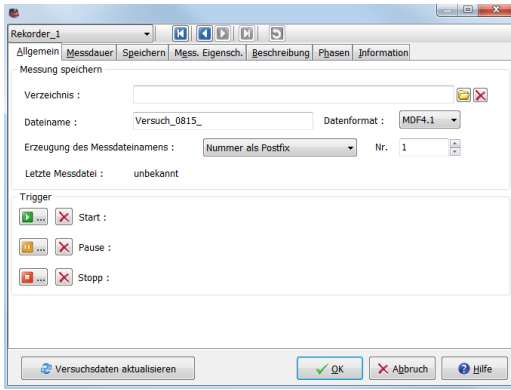 Rekorder_1
Allgemein Messdauer Speichern Mess. Eigensch. Beschreibung Phasen Information
Messung speichern
Verzeichnis :
Dateiname : Versuch_0815_ Datenformat : MDF4.1
Erzeugung des Messdateinamens : Nummer als Postfix Nr. 1
Letzte Messdatei : unbekannt
Trigger
... Start :
... Pause :
... Stopp :
Versuchsdaten aktualisieren OK Abbruch Hilfe